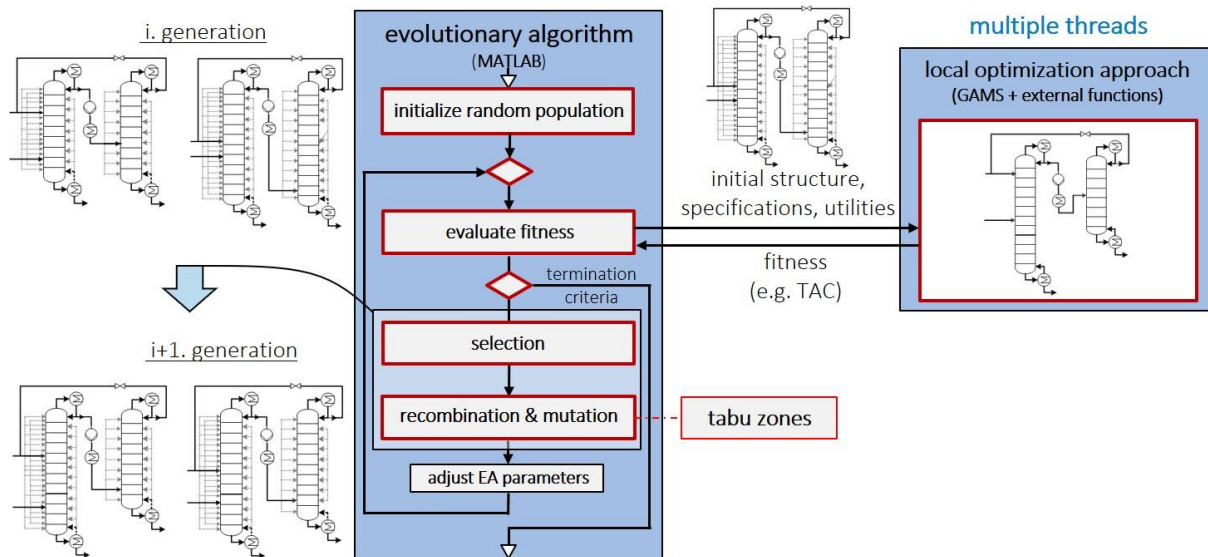 i. generation
i+1. generation
evolutionary algorithm
(MATLAB)
initialize random population
evaluate fitness
termination
criteria
selection
recombination & mutation
adjust EA parameters
tabu zones
initial structure,
specifications, utilities
fitness
(e.g. TAC)
multiple threads
local optimization approach
(GAMS + external functions)